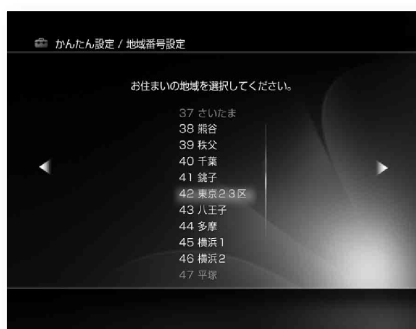 かんたん設定 / 地域番号設定
お住まいの地域を選択してください。
37 さいたま
38 熊谷
39 秩父
40 千葉
41 銚子
42 東京23区
43 八王子
44 多摩
45 横浜1
46 横浜2
47 平塚